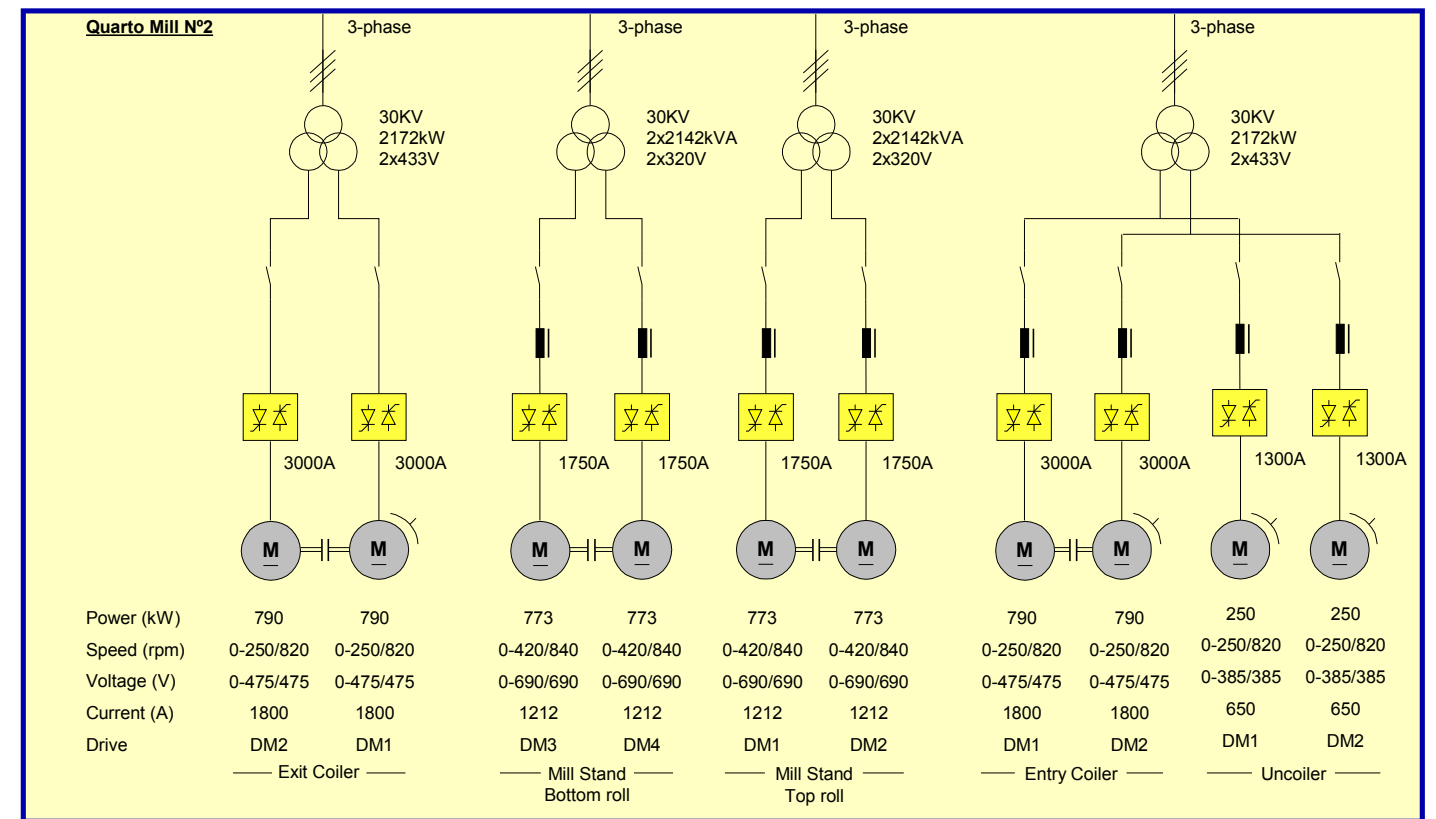 Quarto Mill Nº2
3-phase 3-phase 3-phase 3-phase
30KV 30KV 30KV 30KV
2172kW 2x2142kVA 2x2142kVA 2172kW
2x433V 2x320V 2x320V 2x433V
3000A 3000A 1750A 1750A 1750A 1750A 3000A 3000A 1300A 1300A
M M M M M M M M M M
Power (kW) 790 790 773 773 773 773 790 790 250 250
Speed (rpm) 0-250/820 0-250/820 0-420/840 0-420/840 0-420/840 0-420/840 0-250/820 0-250/820 0-250/820 0-250/820
Voltage (V) 0-475/475 0-475/475 0-690/690 0-690/690 0-690/690 0-690/690 0-475/475 0-475/475 0-385/385 0-385/385
Current (A) 1800 1800 1212 1212 1212 1212 1800 1800 650 650
Drive DM2 DM1 DM3 DM4 DM1 DM2 DM1 DM2 DM1 DM2
Exit Coiler Mill Stand Mill Stand Entry Coiler Uncoiler
Bottom roll Top roll